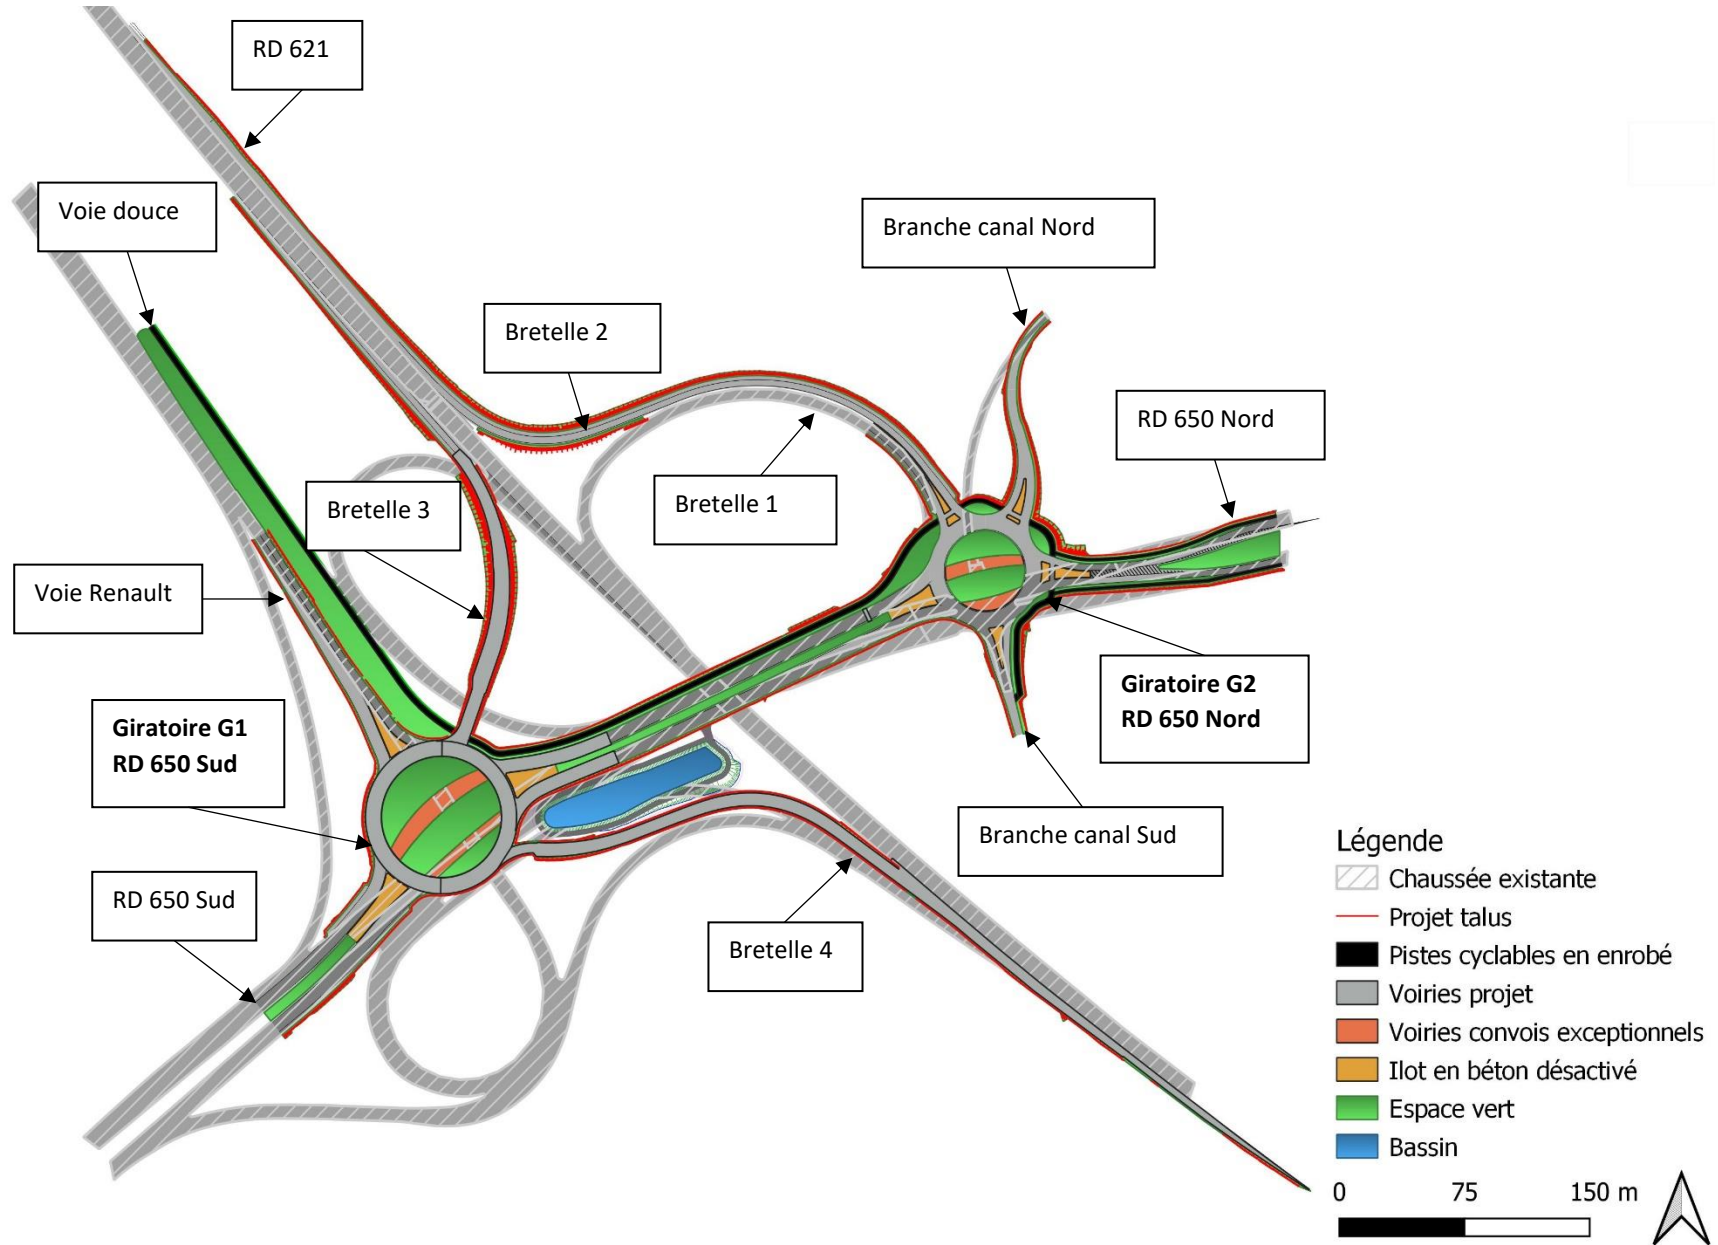 RD 621
Voie douce
Branche canal Nord
Bretelle 2
RD 650 Nord
Bretelle 1
Bretelle 3
Voie Renault
Giratoire G2
RD 650 Nord
Giratoire G1
RD 650 Sud
Branche canal Sud
RD 650 Sud
Bretelle 4
Légende
Chaussée existante
Projet talus
Pistes cyclables en enrobé
Voiries projet
Voiries convois exceptionnels
Ilot en béton désactivé
Espace vert
Bassin
0 75 150 m